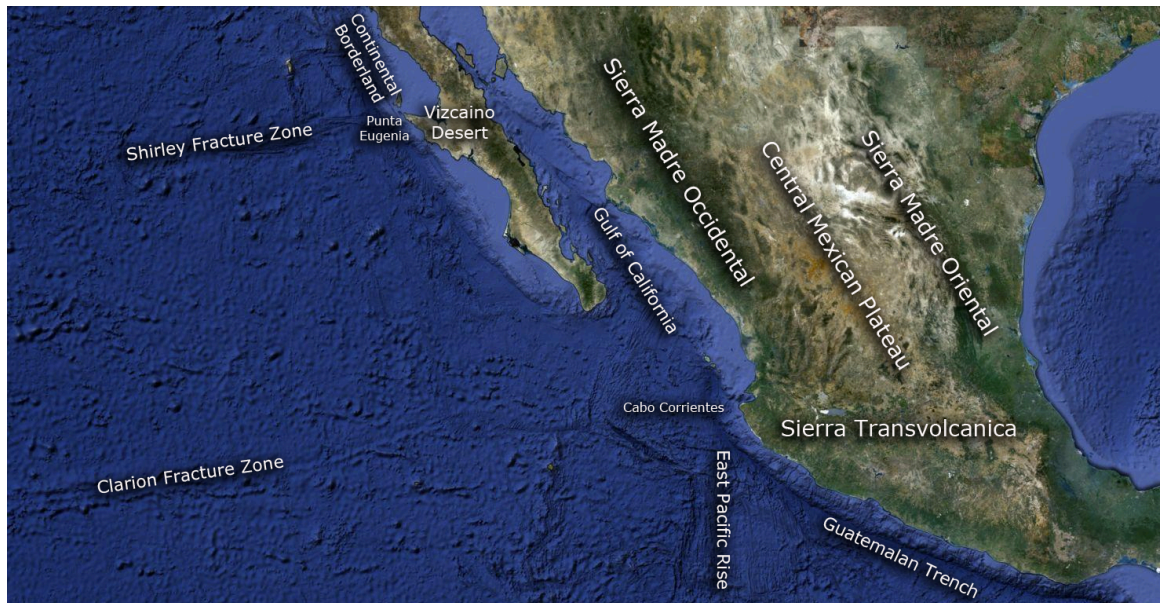 Continental
Borderland
Punta
Eugenia
Vizcaino
Desert
Shirley Fracture Zone
Sierra Madre Occidental
Central Mexican Plateau
Sierra Madre Oriental
Gulf of California
Cabo Corrientes
Sierra Transvolcanica
Clarion Fracture Zone
East Pacific Rise
Guatemalan Trench